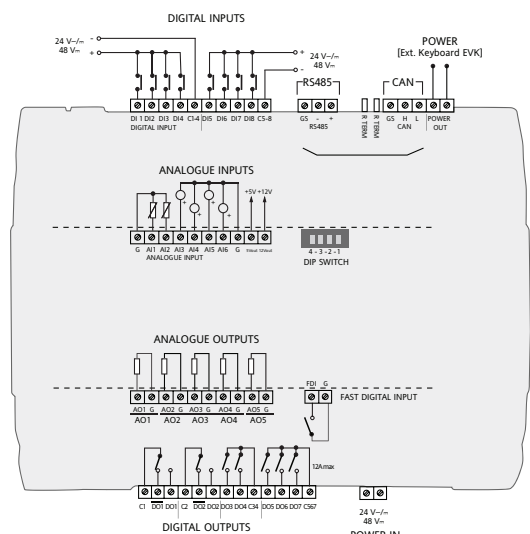 DIGITAL INPUTS
24 V~/⎓ -
48 V⎓ +
+ 24 V~/⎓
- 48 V⎓
POWER
[Ext. Keyboard EVK]
RS485
CAN
DI 1 DI2 DI3 DI4 C1-4 DI5 DI6 DI7 DI8 C5-8
DIGITAL INPUT
GS - +
RS485
R TERM
R TERM
GS H L
CAN
POWER
OUT
ANALOGUE INPUTS
+5V +12V
G AI1 AI2 AI3 AI4 AI5 AI6 G 5Vout 12Vout
ANALOGUE INPUT
4 - 3 - 2 - 1
DIP SWITCH
ANALOGUE OUTPUTS
AO1 G AO2 G AO3 G AO4 G AO5 G
AO1 AO2 AO3 AO4 AO5
FDI G
FAST DIGITAL INPUT
12A max
C1 DO1 DO1 C2 DO2 DO2 DO3 DO4 C34 DO5 DO6 DO7 C567
DIGITAL OUTPUTS
24 V~/⎓
48 V⎓
POWER IN